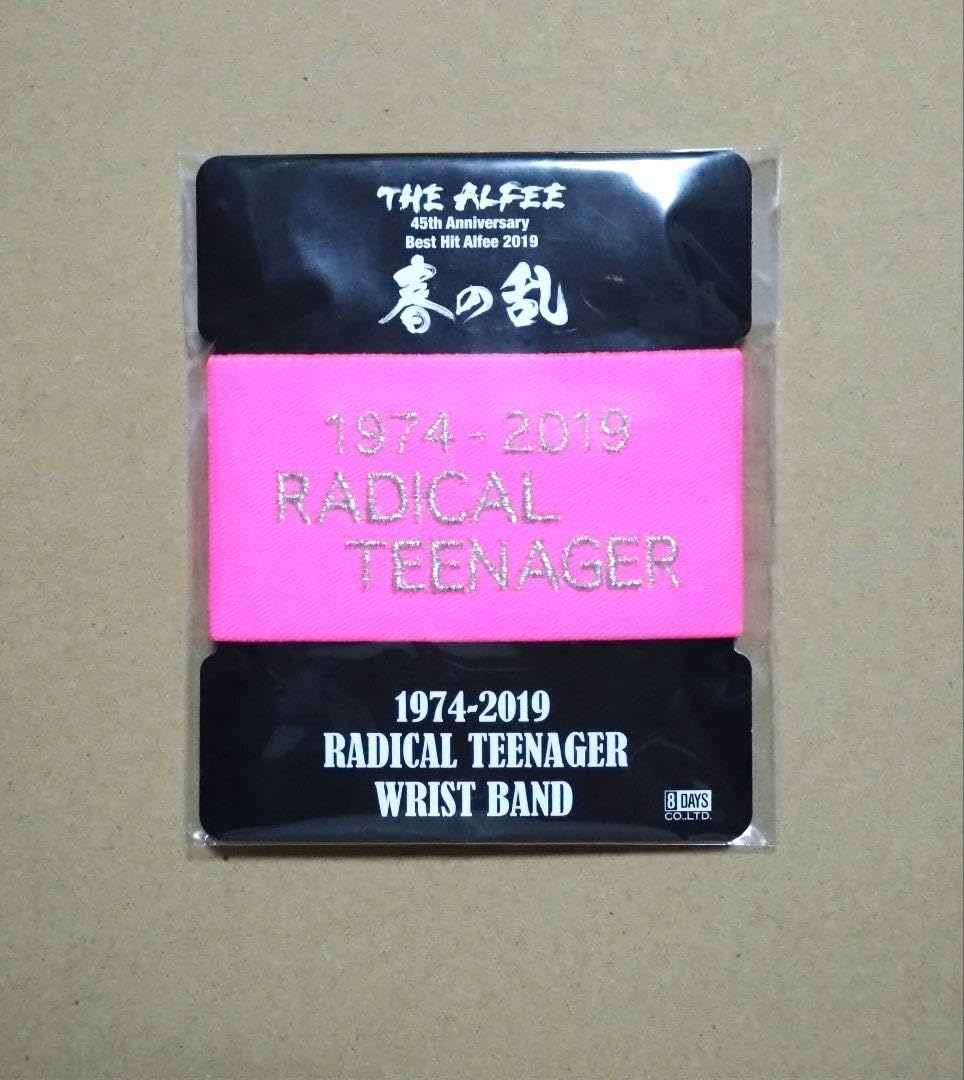 THE ALFEE
45th Anniversary
Best Hit Alfee 2019
春の乱
1974 - 2019
RADICAL
TEENAGER
1974-2019
RADICAL TEENAGER
WRIST BAND
8 DAYS
CO.,LTD.